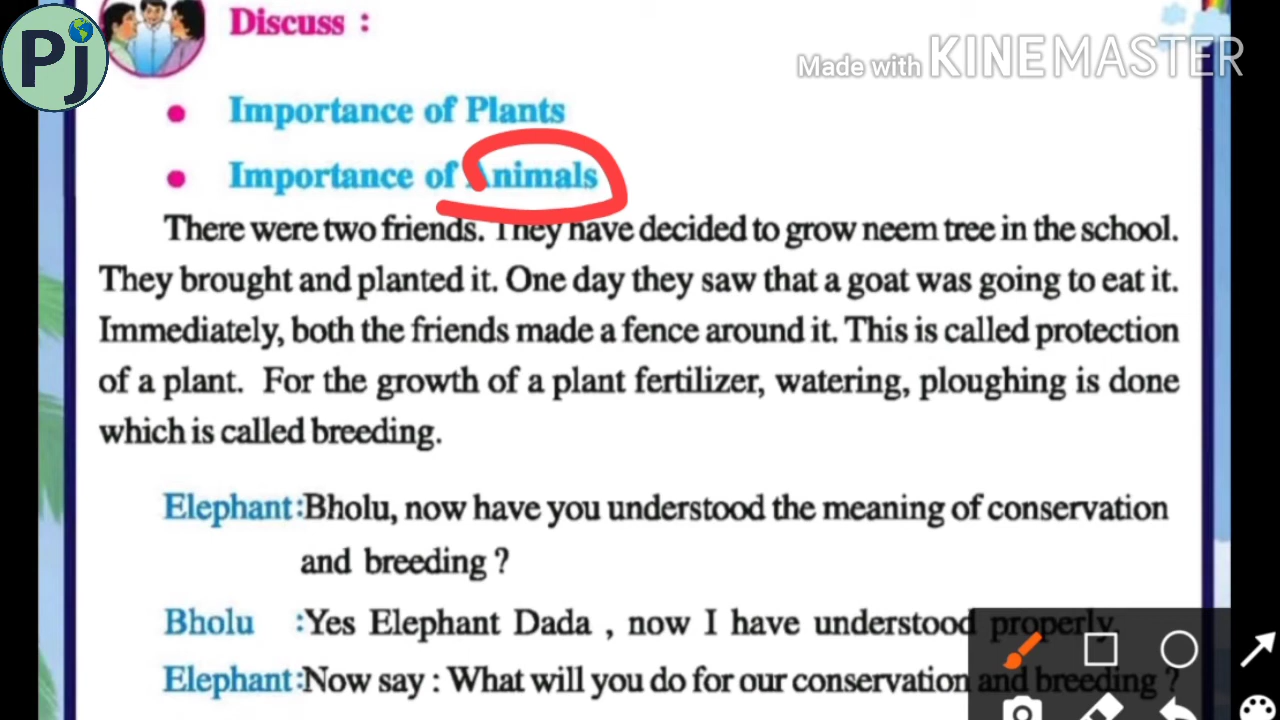 Pj
Made with KINEMASTER
Discuss :
• Importance of Plants
• Importance of Animals
There were two friends. They have decided to grow neem tree in the school.
They brought and planted it. One day they saw that a goat was going to eat it.
Immediately, both the friends made a fence around it. This is called protection
of a plant. For the growth of a plant fertilizer, watering, ploughing is done
which is called breeding.
Elephant : Bholu, now have you understood the meaning of conservation
and breeding ?
Bholu : Yes Elephant Dada , now I have understood properly.
Elephant : Now say : What will you do for our conservation and breeding ?